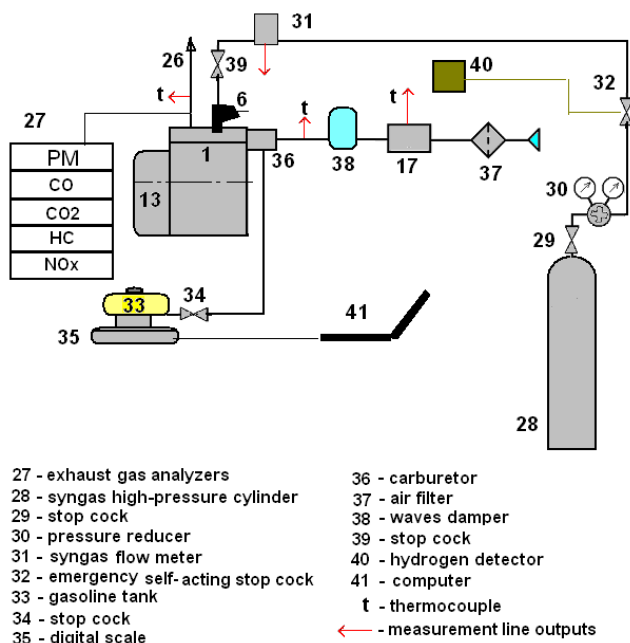 31
26
39
6
40
32
t
t
t
27
1
36
38
17
37
30
PM
CO
CO2
HC
NOx
13
29
33
34
41
35
28
27 - exhaust gas analyzers
28 - syngas high-pressure cylinder
29 - stop cock
30 - pressure reducer
31 - syngas flow meter
32 - emergency self-acting stop cock
33 - gasoline tank
34 - stop cock
35 - digital scale
36 - carburetor
37 - air filter
38 - waves damper
39 - stop cock
40 - hydrogen detector
41 - computer
t - thermocouple
- measurement line outputs